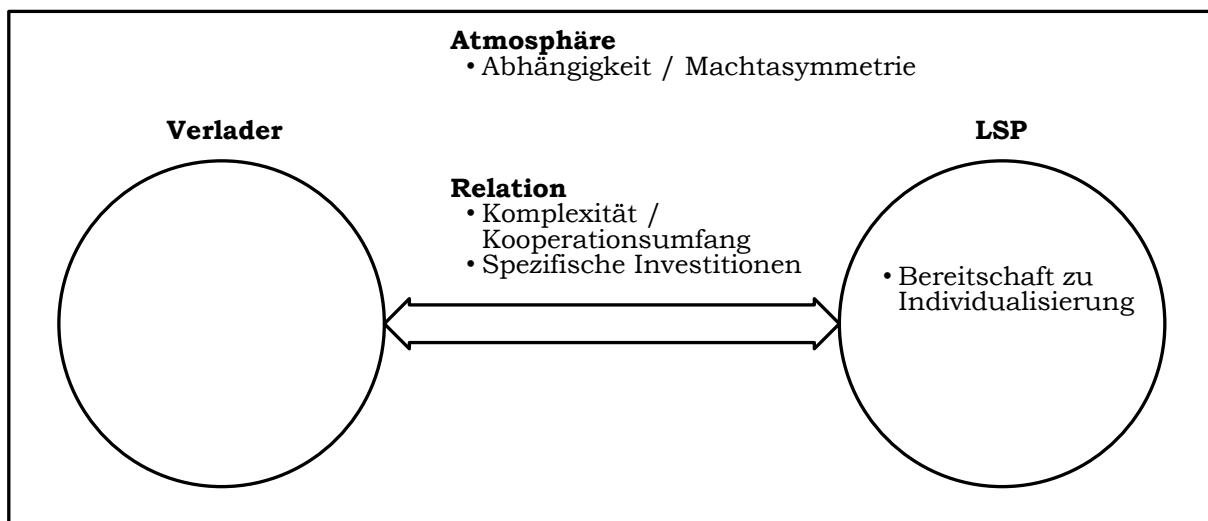 Atmosphäre
• Abhängigkeit / Machtasymmetrie
Verlader
LSP
Relation
• Komplexität /
Kooperationsumfang
• Spezifische Investitionen
• Bereitschaft zu
Individualisierung